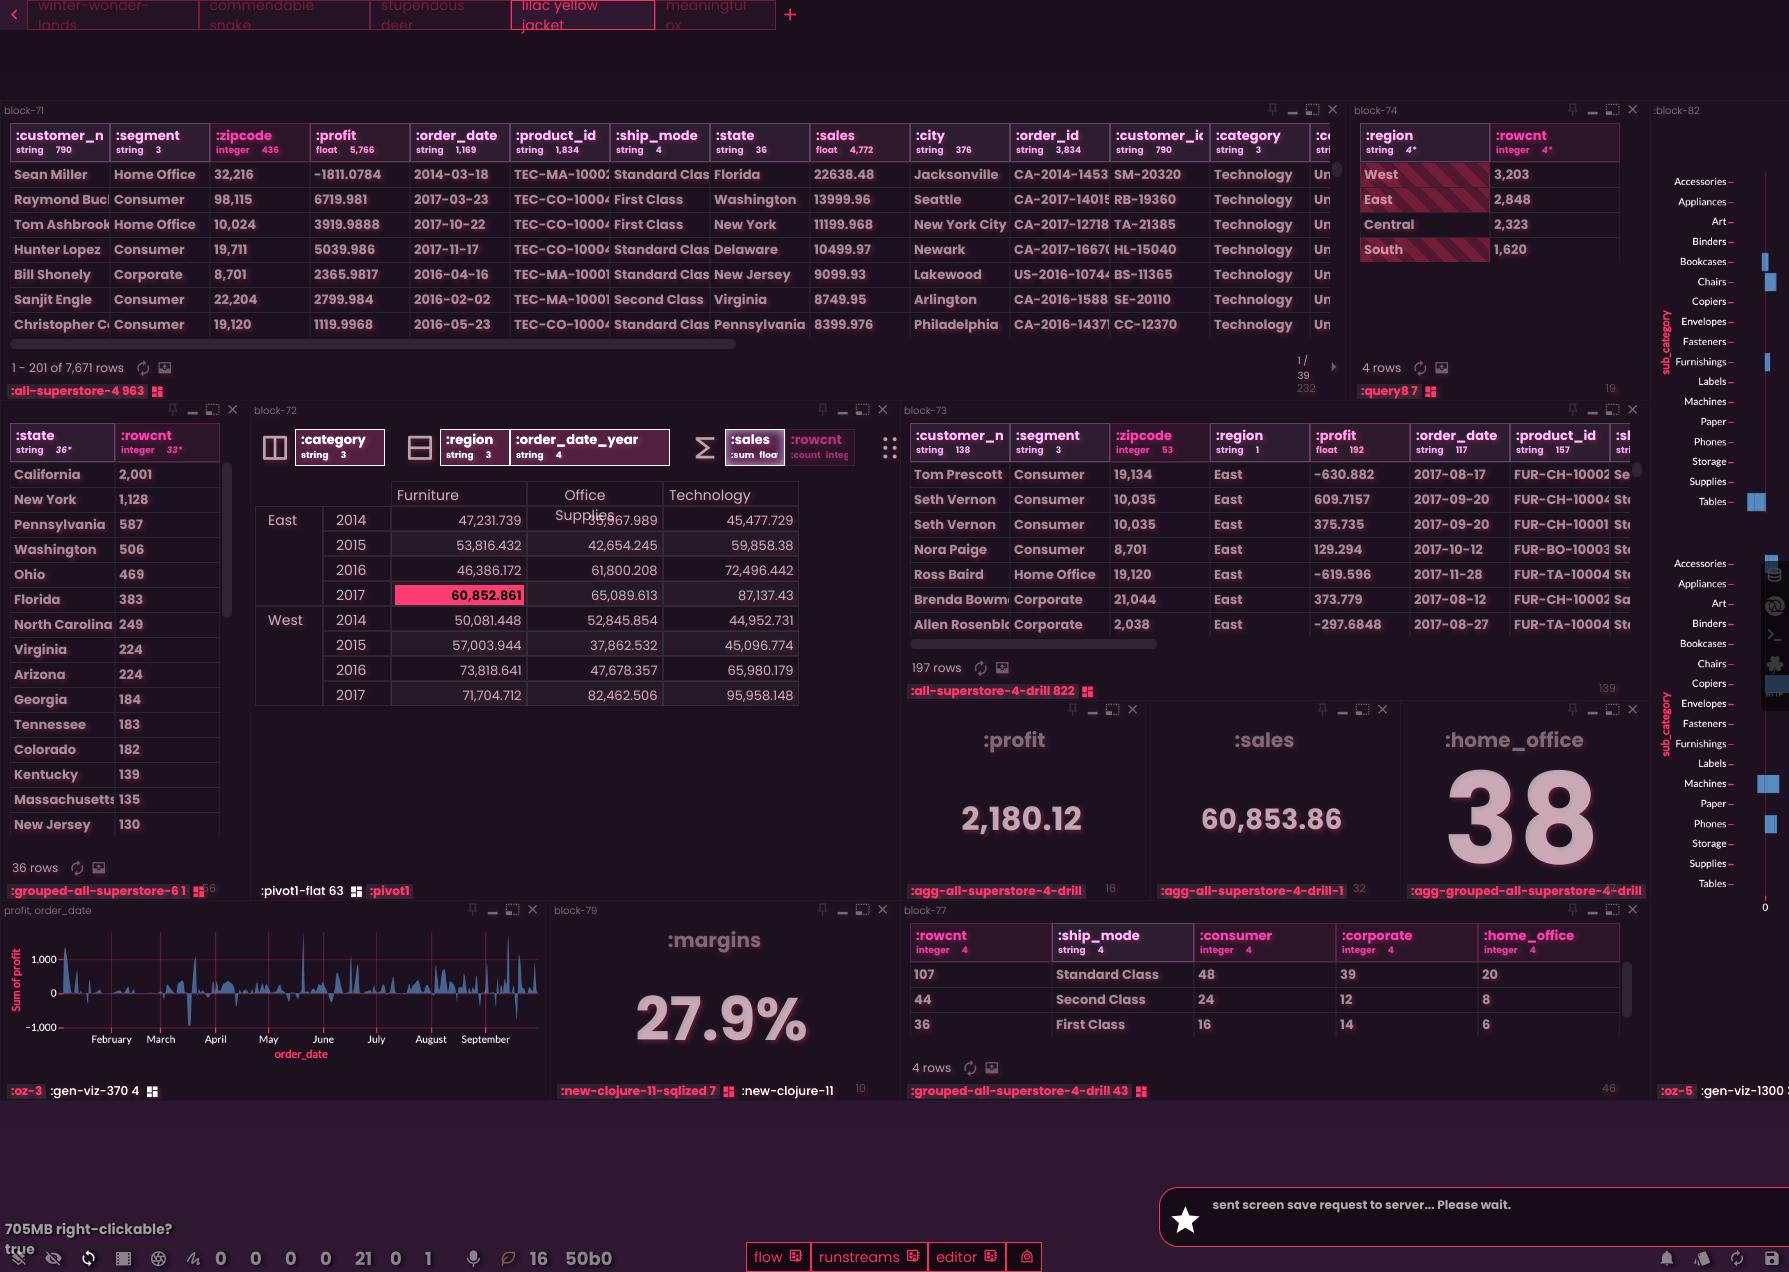 winter-wonder-lands
commendable snake
stupendous deer
lilac yellow jacket
meaningful ox
+
block-71
:customer_n :segment :zipcode :profit :order_date :product_id :ship_mode :state :sales :city :order_id :customer_ic :category
string 790 string 3 integer 436 float 5,766 string 1,169 string 1,834 string 4 string 36 float 4,772 string 376 string 3,834 string 790 string 3
Sean Miller Home Office 32,216 -1811.0784 2014-03-18 TEC-MA-10002 Standard Clas Florida 22638.48 Jacksonville CA-2014-1453 SM-20320 Technology
Raymond Buc Consumer 98,115 6719.981 2017-03-23 TEC-CO-10004 First Class Washington 13999.96 Seattle CA-2017-14015 RB-19360 Technology
Tom Ashbrook Home Office 10,024 3919.9888 2017-10-22 TEC-CO-10004 First Class New York 11199.968 New York City CA-2017-12718 TA-21385 Technology
Hunter Lopez Consumer 19,711 5039.986 2017-11-17 TEC-CO-10004 Standard Clas Delaware 10499.97 Newark CA-2017-16670 HL-15040 Technology
Bill Shonely Corporate 8,701 2365.9817 2016-04-16 TEC-MA-10001 Standard Clas New Jersey 9099.93 Lakewood US-2016-10744 BS-11365 Technology
Sanjit Engle Consumer 22,204 2799.984 2016-02-02 TEC-MA-10001 Second Class Virginia 8749.95 Arlington CA-2016-1588 SE-20110 Technology
Christopher Co Consumer 19,120 1119.9968 2016-05-23 TEC-CO-10004 Standard Clas Pennsylvania 8399.976 Philadelphia CA-2016-14371 CC-12370 Technology
1 - 201 of 7,671 rows
1 / 39
232
:all-superstore-4 963
block-74
:region :rowcnt
string 4* integer 4*
West 3,203
East 2,848
Central 2,323
South 1,620
4 rows
:query8 7
19
:block-82
sub_category
Accessories
Appliances
Art
Binders
Bookcases
Chairs
Copiers
Envelopes
Fasteners
Furnishings
Labels
Machines
Paper
Phones
Storage
Supplies
Tables
sub_category
Accessories
Appliances
Art
Binders
Bookcases
Chairs
Copiers
Envelopes
Fasteners
Furnishings
Labels
Machines
Paper
Phones
Storage
Supplies
Tables
0
:oz-5 :gen-viz-1300
:state :rowcnt
string 36* integer 33*
California 2,001
New York 1,128
Pennsylvania 587
Washington 506
Ohio 469
Florida 383
North Carolina 249
Virginia 224
Arizona 224
Georgia 184
Tennessee 183
Colorado 182
Kentucky 139
Massachusetts 135
New Jersey 130
36 rows
:grouped-all-superstore-6 1
block-72
:category :region :order_date_year :sales :rowcnt
string 3 string 3 string 4 :sum float :count integ
Furniture Office Supplies Technology
East 2014 47,231.739 35,967.989 45,477.729
2015 53,816.432 42,654.245 59,858.38
2016 46,386.172 61,800.208 72,496.442
2017 60,852.861 65,089.613 87,137.43
West 2014 50,081.448 52,845.854 44,952.731
2015 57,003.944 37,862.532 45,096.774
2016 73,818.641 47,678.357 65,980.179
2017 71,704.712 82,462.506 95,958.148
:pivot1-flat 63 :pivot1
block-73
:customer_n :segment :zipcode :region :profit :order_date :product_id
string 138 string 3 integer 53 string 1 float 192 string 117 string 157
Tom Prescott Consumer 19,134 East -630.882 2017-08-17 FUR-CH-10002
Seth Vernon Consumer 10,035 East 609.7157 2017-09-20 FUR-CH-10004
Seth Vernon Consumer 10,035 East 375.735 2017-09-20 FUR-CH-10001
Nora Paige Consumer 8,701 East 129.294 2017-10-12 FUR-BO-10003
Ross Baird Home Office 19,120 East -619.596 2017-11-28 FUR-TA-10004
Brenda Bowm Corporate 21,044 East 373.779 2017-08-12 FUR-CH-10002
Allen Rosenbla Corporate 2,038 East -297.6848 2017-08-27 FUR-TA-10004
197 rows
:all-superstore-4-drill 822
139
:profit
2,180.12
:agg-all-superstore-4-drill
16
:sales
60,853.86
:agg-all-superstore-4-drill-1
32
:home_office
38
:agg-grouped-all-superstore-4-drill
profit, order_date
Sum of profit
1,000
0
−1,000
February March April May June July August September
order_date
:oz-3 :gen-viz-370 4
block-79
:margins
27.9%
:new-clojure-11-sqlized 7 :new-clojure-11
10
block-77
:rowcnt :ship_mode :consumer :corporate :home_office
integer 4 string 4 integer 4 integer 4 integer 4
107 Standard Class 48 39 20
44 Second Class 24 12 8
36 First Class 16 14 6
4 rows
:grouped-all-superstore-4-drill 43
46
sent screen save request to server... Please wait.
705MB right-clickable?
true
0 0 0 21 0 1 16 50b0
flow runstreams editor